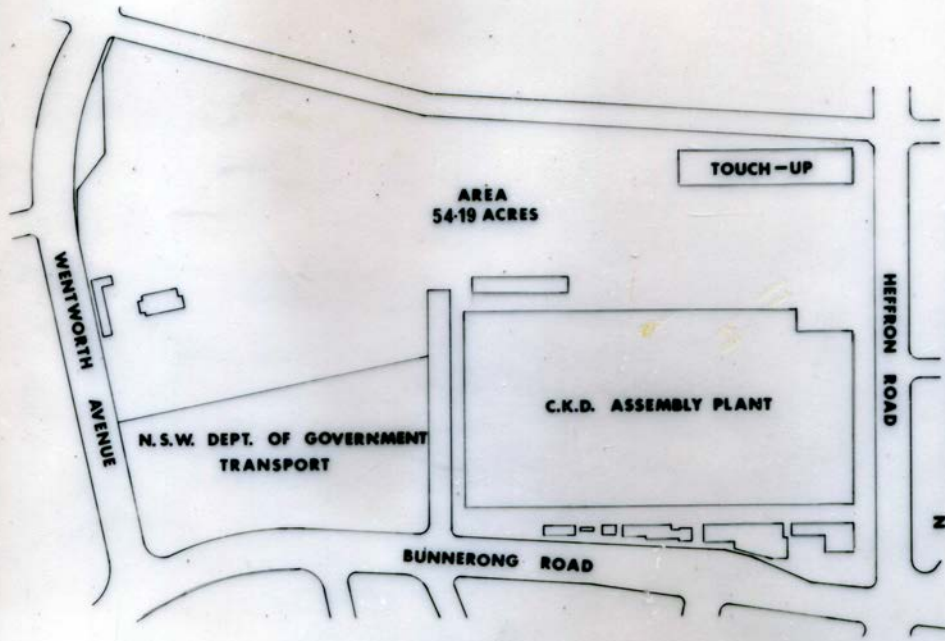 TOUCH-UP
AREA
54·19 ACRES
WENTWORTH AVENUE
HEFFRON ROAD
C.K.D. ASSEMBLY PLANT
N.S.W. DEPT. OF GOVERNMENT
TRANSPORT
BUNNERONG ROAD
N